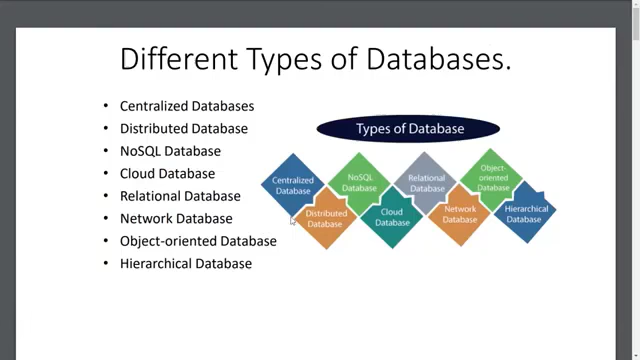 Different Types of Databases.
• Centralized Databases
• Distributed Database
• NoSQL Database
• Cloud Database
• Relational Database
• Network Database
• Object-oriented Database
• Hierarchical Database
Types of Database
Centralized
Database
Distributed
Database
NoSQL
Database
Cloud
Database
Relational
Database
Network
Database
Object-
oriented
Database
Hierarchical
Database